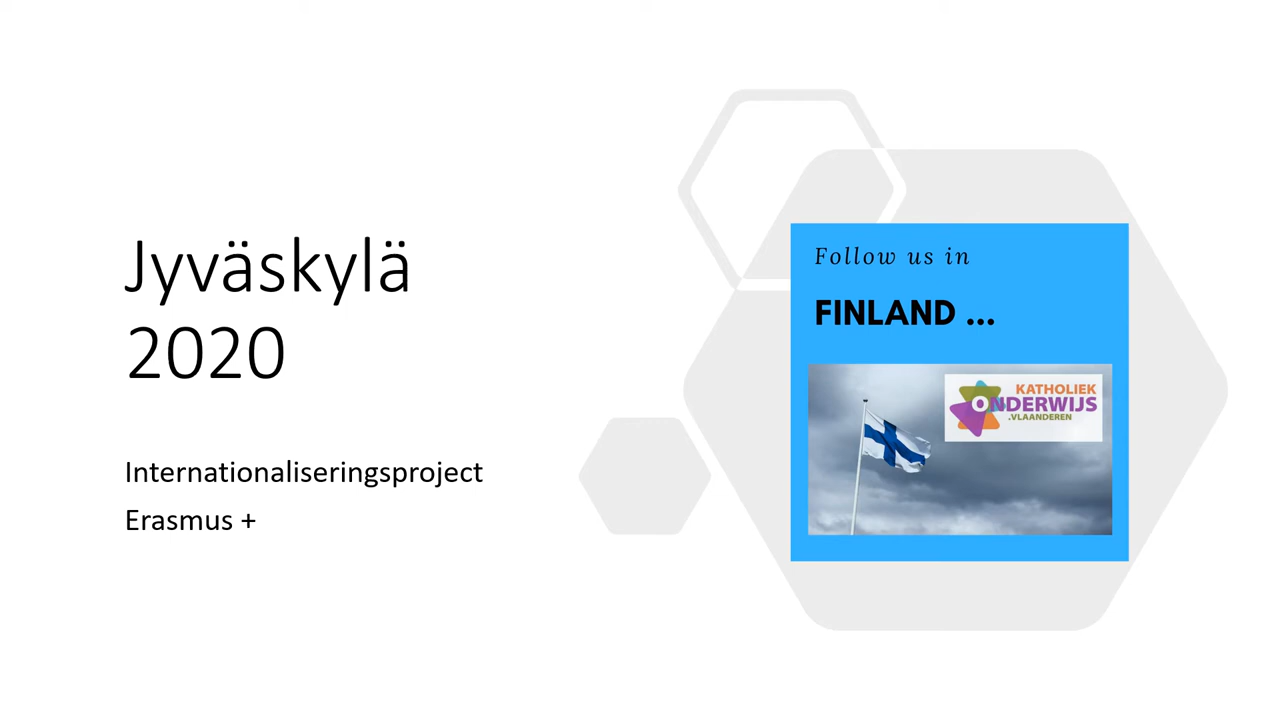 Jyväskylä
2020
Internationaliseringsproject
Erasmus +
Follow us in
FINLAND ...
KATHOLIEK
ONDERWIJS
.VLAANDEREN